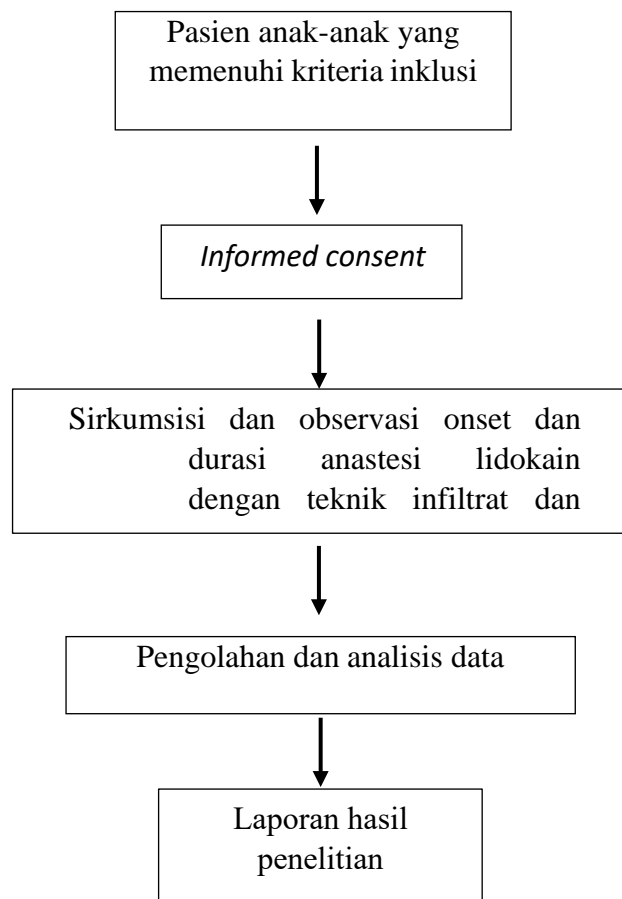 Pasien anak-anak yang
memenuhi kriteria inklusi
Informed consent
Sirkumsisi dan observasi onset dan
durasi anastesi lidokain
dengan teknik infiltrat dan
Pengolahan dan analisis data
Laporan hasil
penelitian